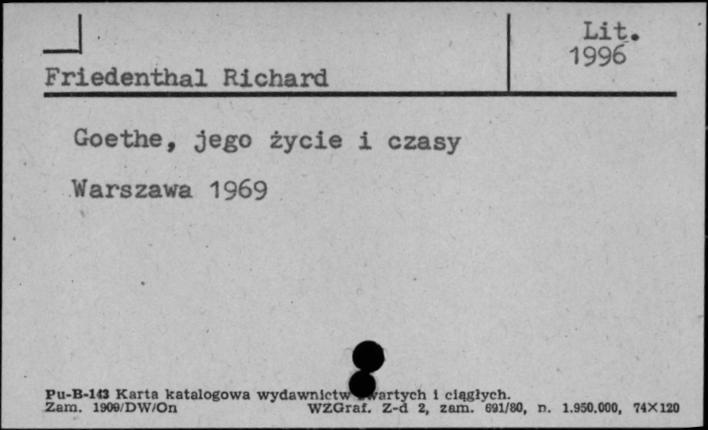 Lit.
1996
Friedenthal Richard
Goethe, jego życie i czasy
Warszawa 1969
Pu-B-143 Karta katalogowa wydawnictw zwartych i ciągłych.
Zam. 1900/DW/On WZGraf. Z-d 2, zam. 691/80, n. 1.950.000, 74×120